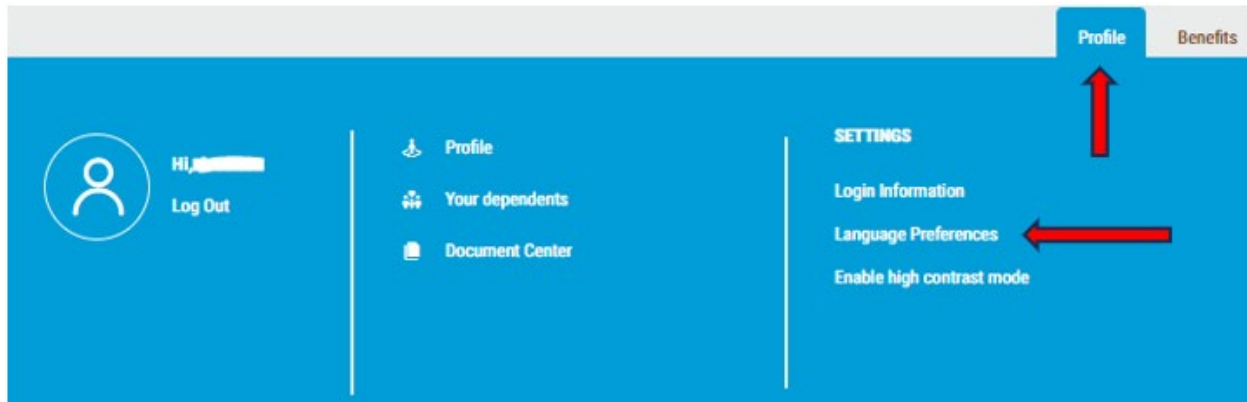 Profile Benefits
Hi,
Log Out
Profile
Your dependents
Document Center
SETTINGS
Login Information
Language Preferences
Enable high contrast mode